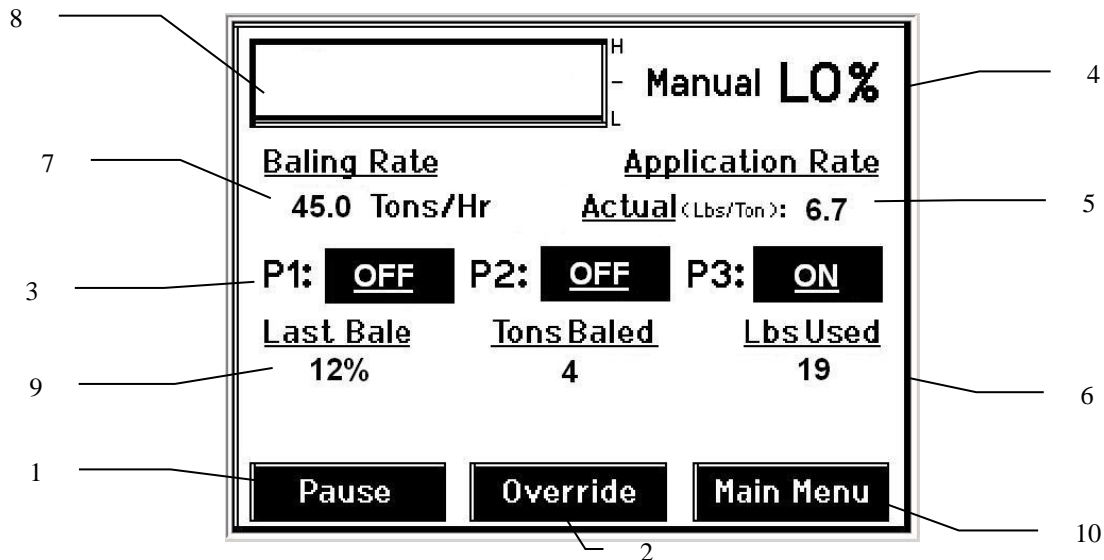 8
H
-
L
Manual LO%
4
Baling Rate Application Rate
7
45.0 Tons/Hr Actual (Lbs/Ton): 6.7
5
3
P1: OFF P2: OFF P3: ON
Last Bale Tons Baled Lbs Used
9
12% 4 19
6
1
Pause Override Main Menu
10
2